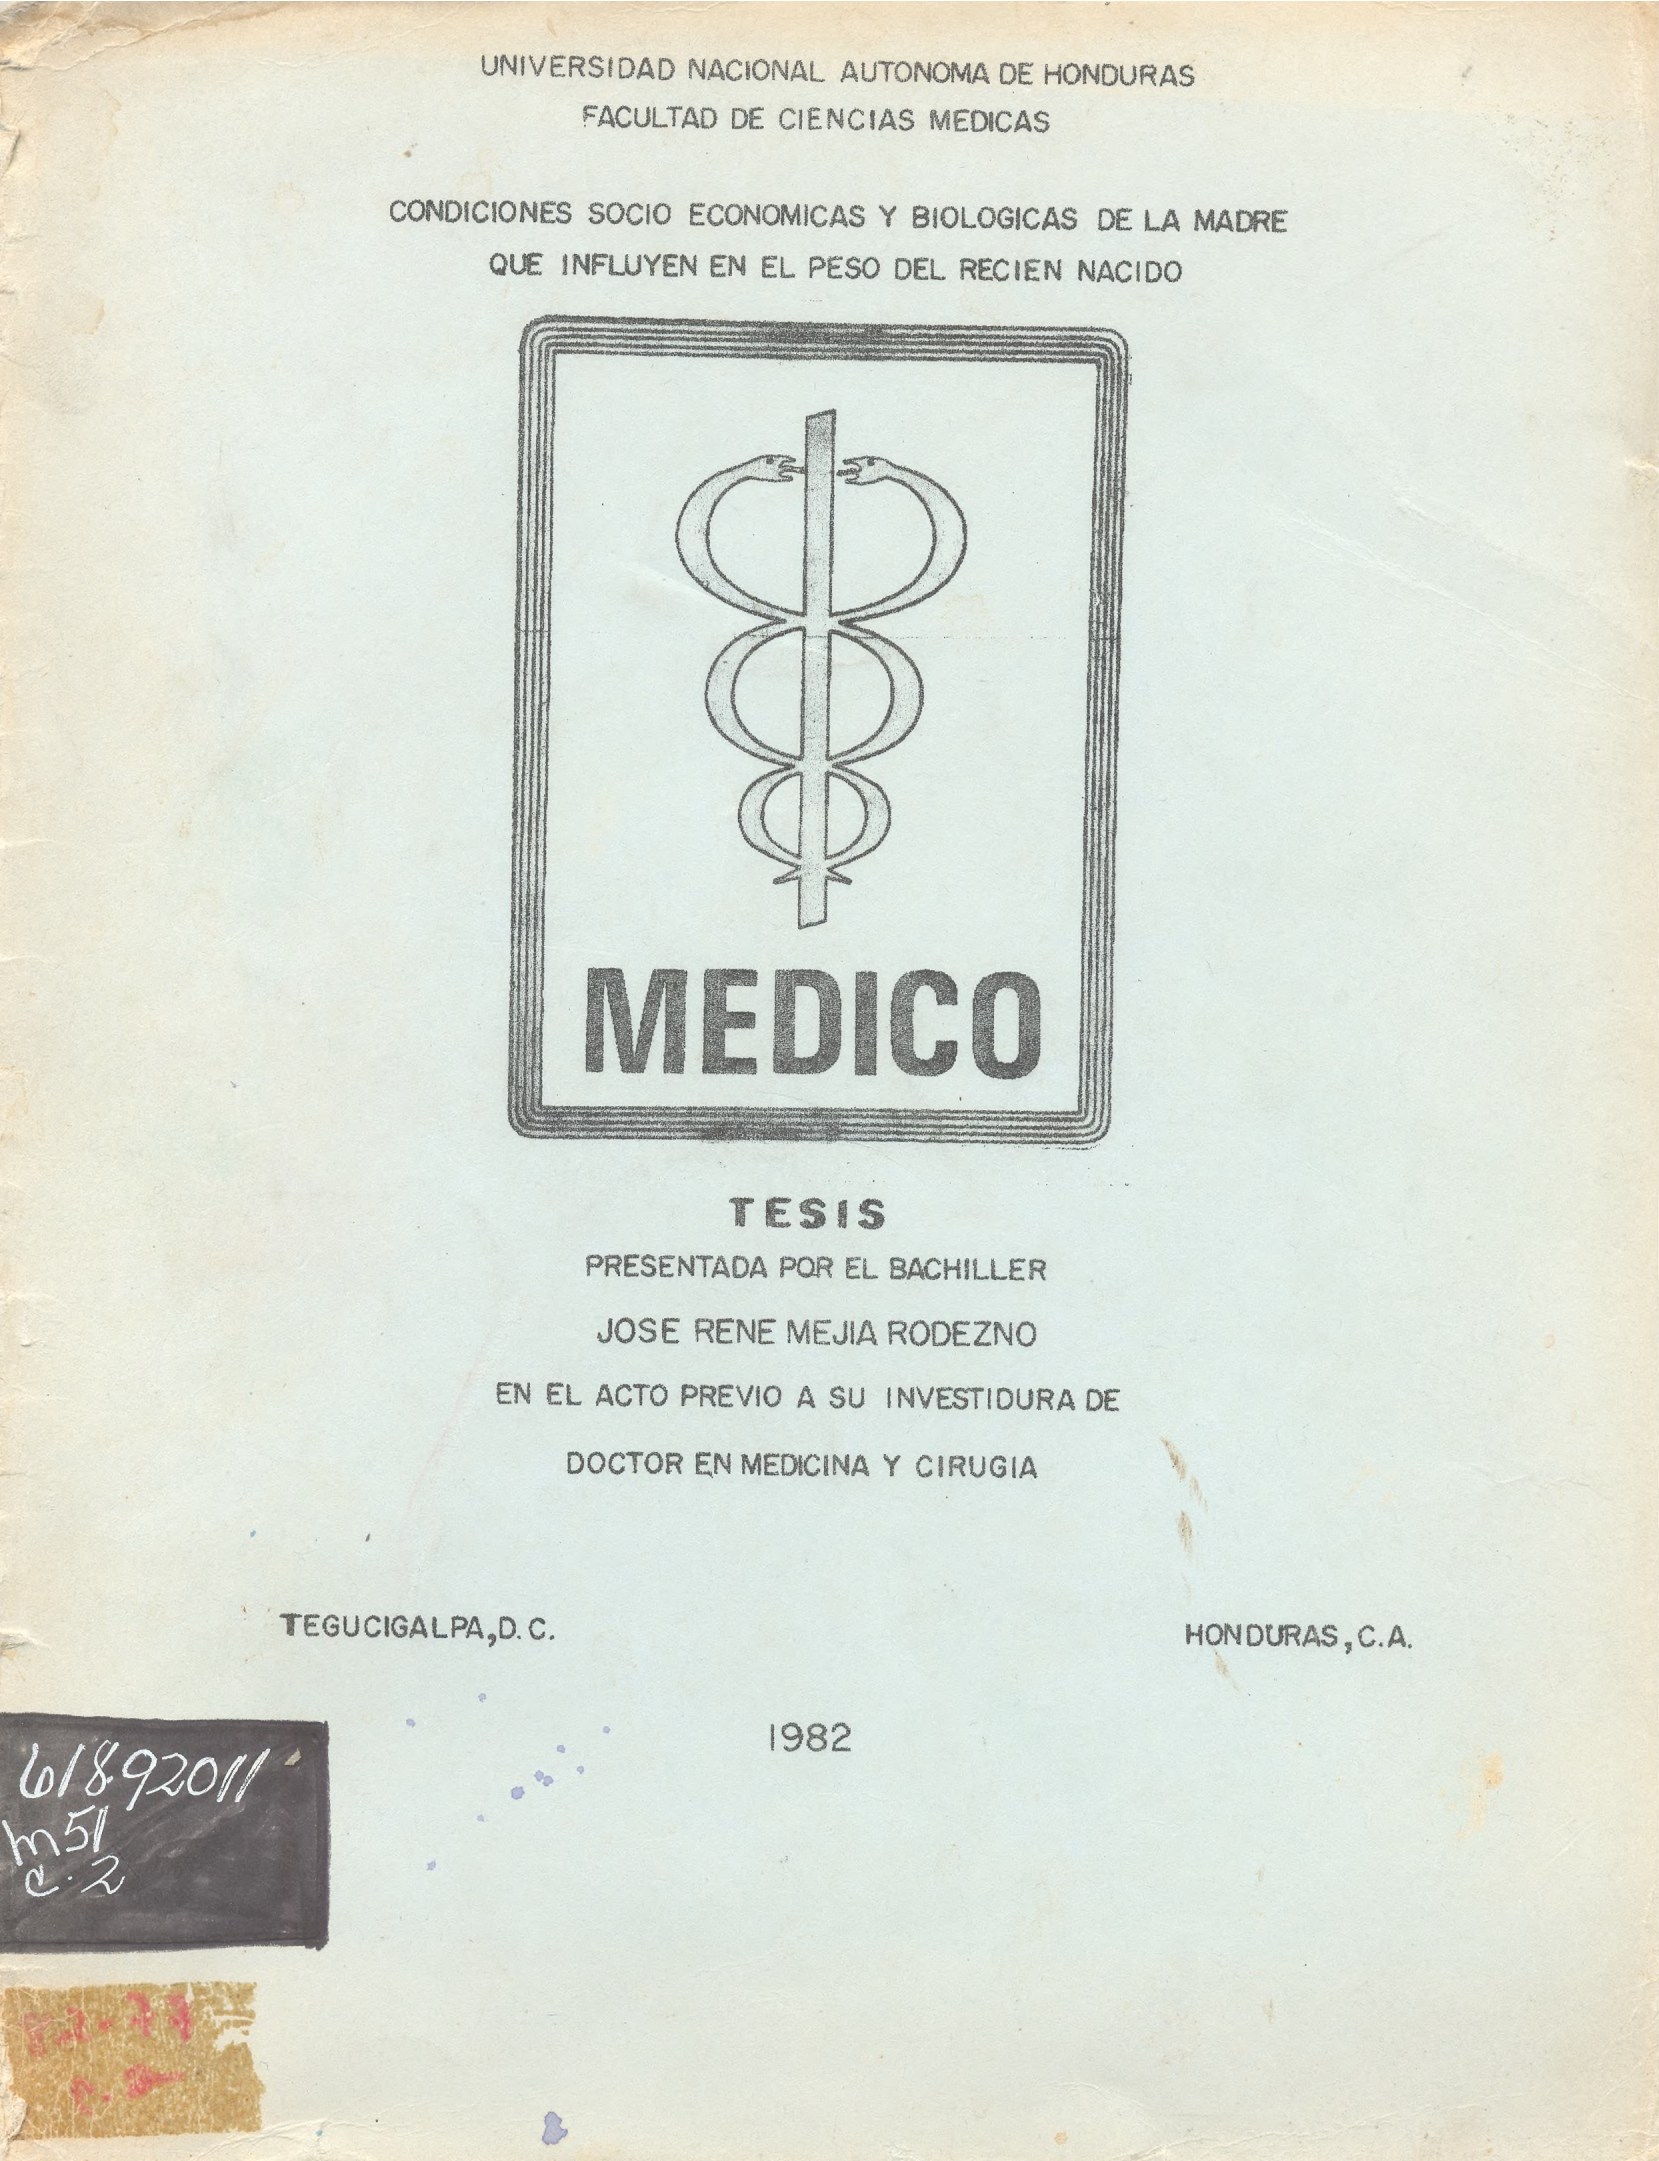 UNIVERSIDAD NACIONAL AUTONOMA DE HONDURAS
FACULTAD DE CIENCIAS MEDICAS
CONDICIONES SOCIO ECONOMICAS Y BIOLOGICAS DE LA MADRE
QUE INFLUYEN EN EL PESO DEL RECIEN NACIDO
MEDICO
TESIS
PRESENTADA POR EL BACHILLER
JOSE RENE MEJIA RODEZNO
EN EL ACTO PREVIO A SU INVESTIDURA DE
DOCTOR EN MEDICINA Y CIRUGIA
TEGUCIGALPA, D. C.
HONDURAS, C. A.
1982
61892011
m51
c. 2